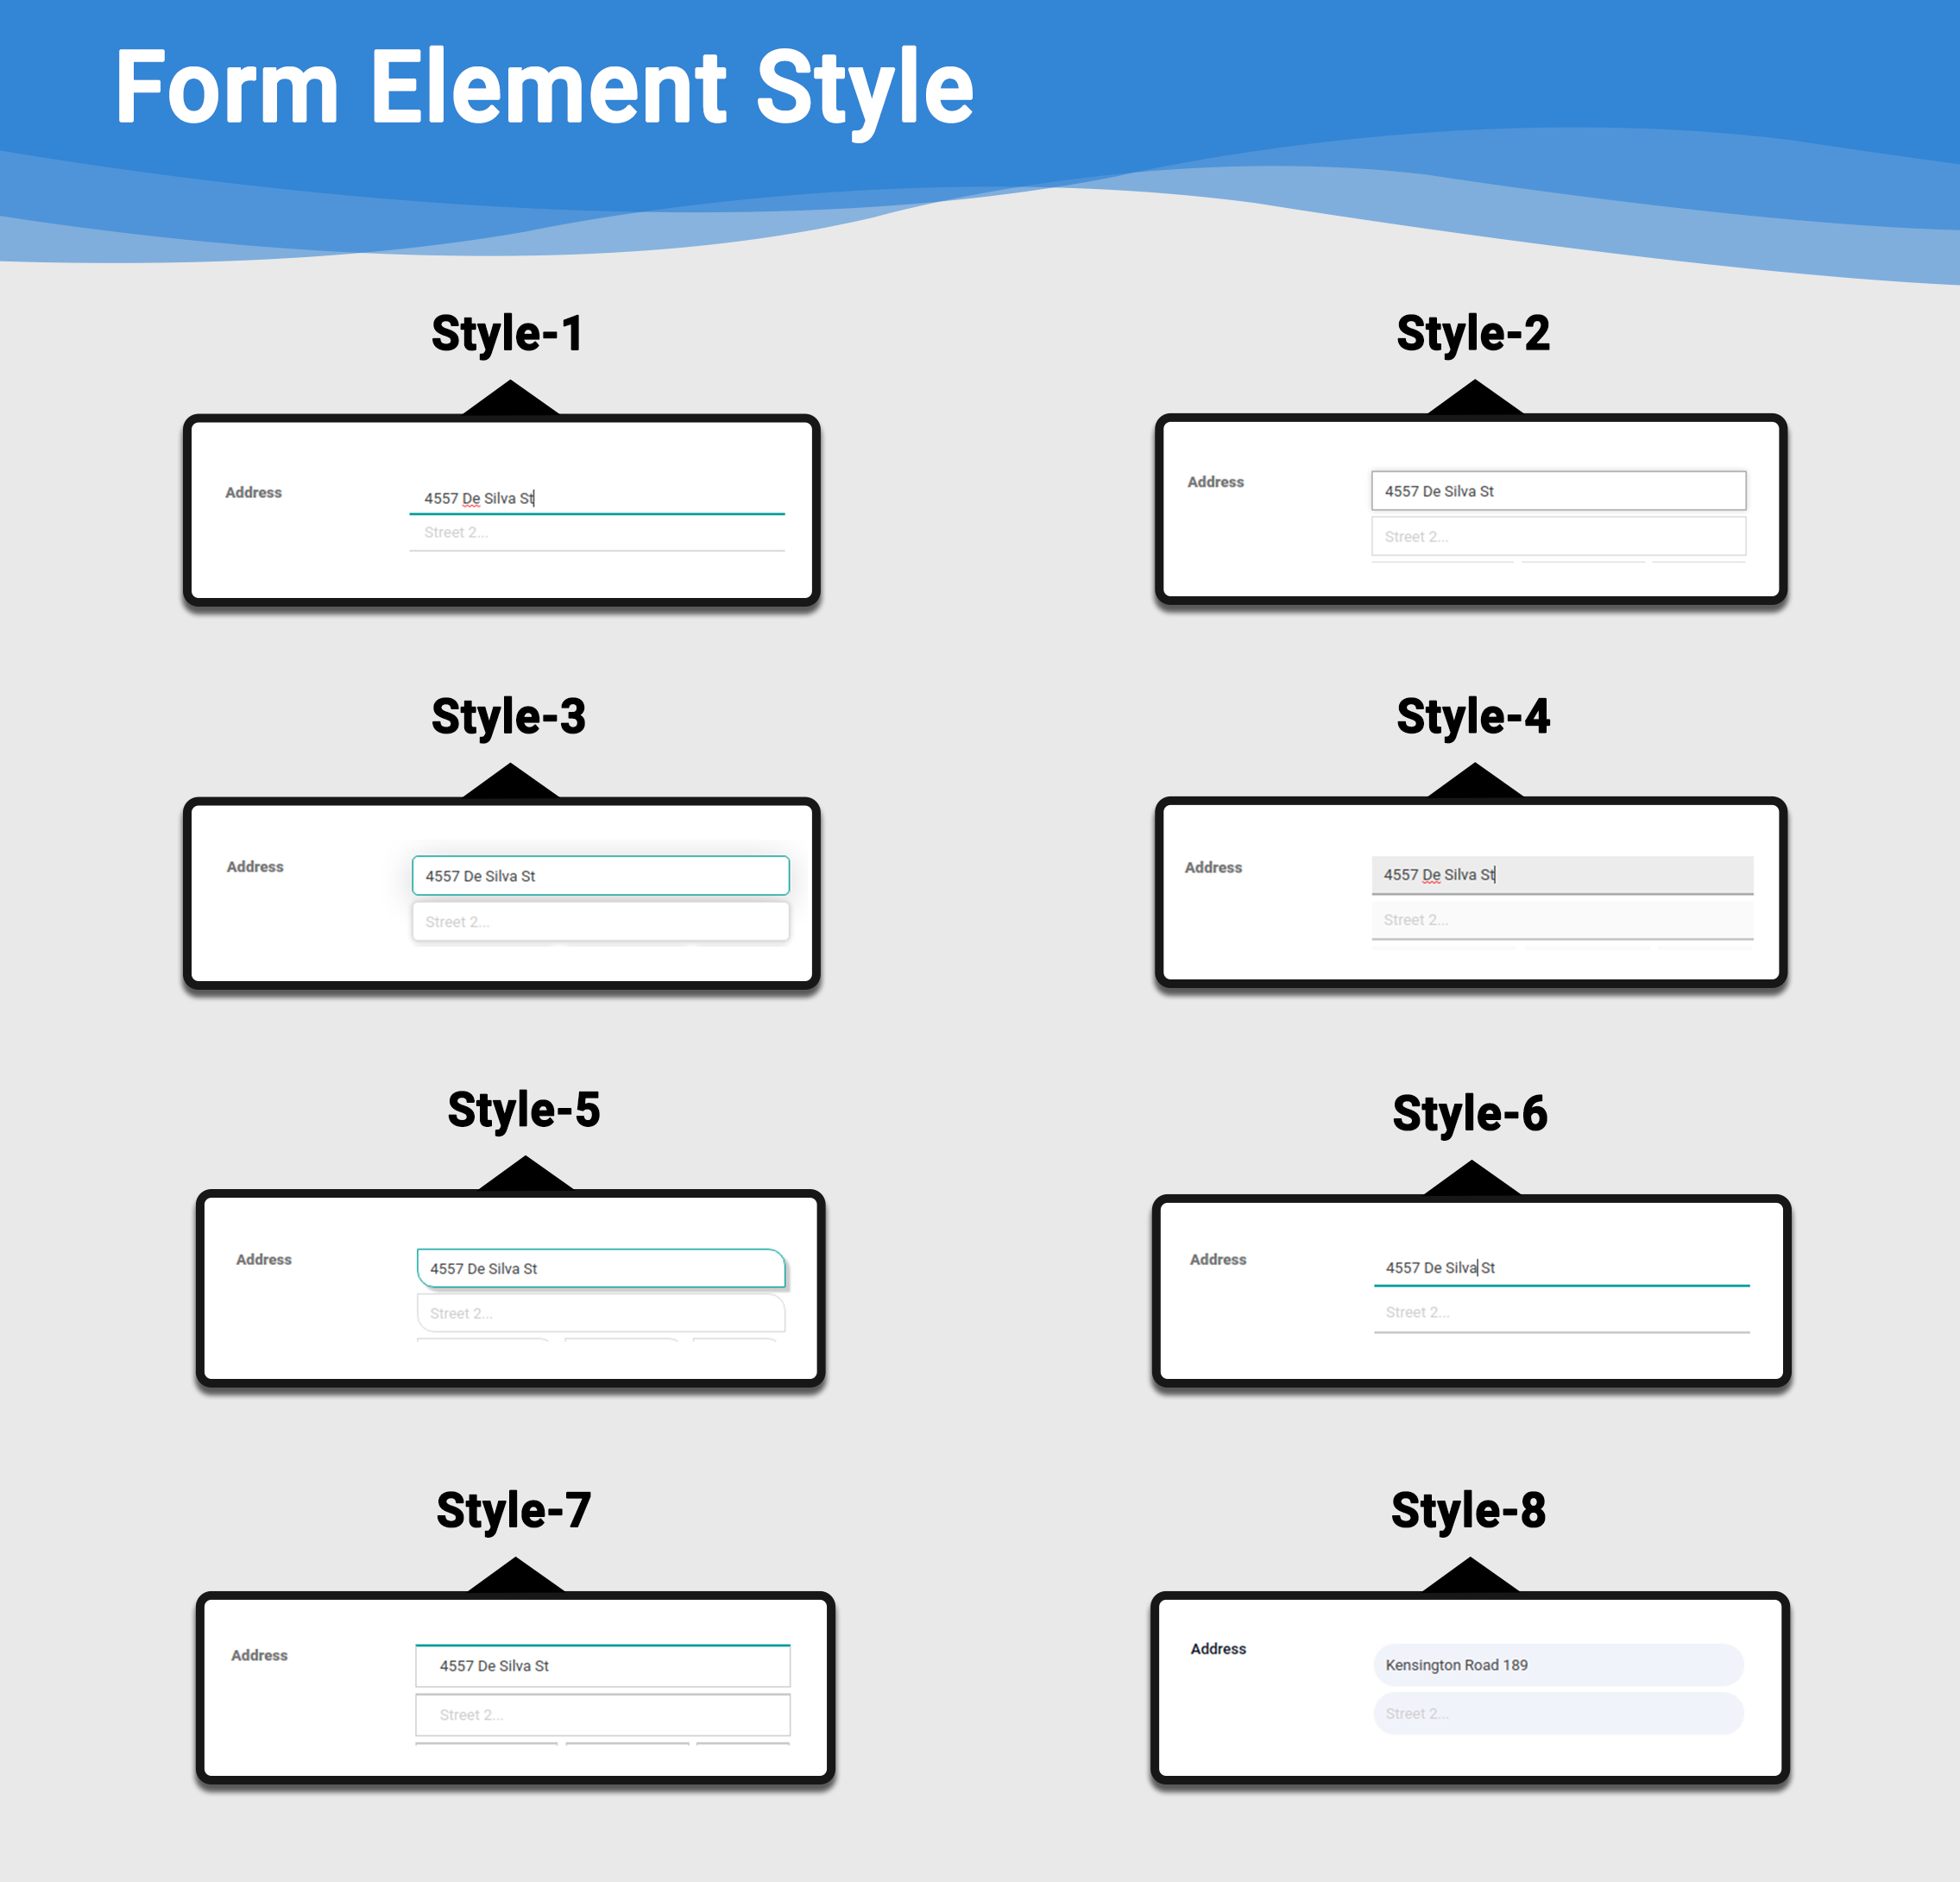 Form Element Style
Style-1
Style-2
Address
4557 De Silva St
Street 2...
Address
4557 De Silva St
Street 2...
Style-3
Style-4
Address
4557 De Silva St
Street 2...
Address
4557 De Silva St
Street 2...
Style-5
Style-6
Address
4557 De Silva St
Street 2...
Address
4557 De Silva St
Street 2...
Style-7
Style-8
Address
4557 De Silva St
Street 2...
Address
Kensington Road 189
Street 2...